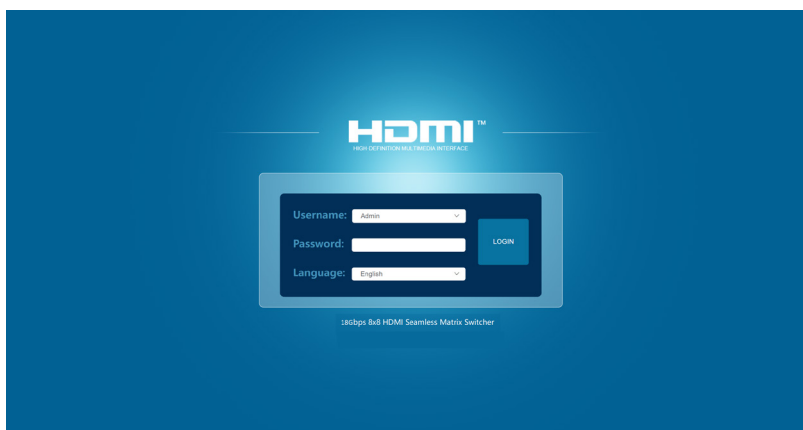 HDMI™
HIGH DEFINITION MULTIMEDIA INTERFACE
Username: Admin
Password:
LOGIN
Language: English
18Gbps 8x8 HDMI Seamless Matrix Switcher